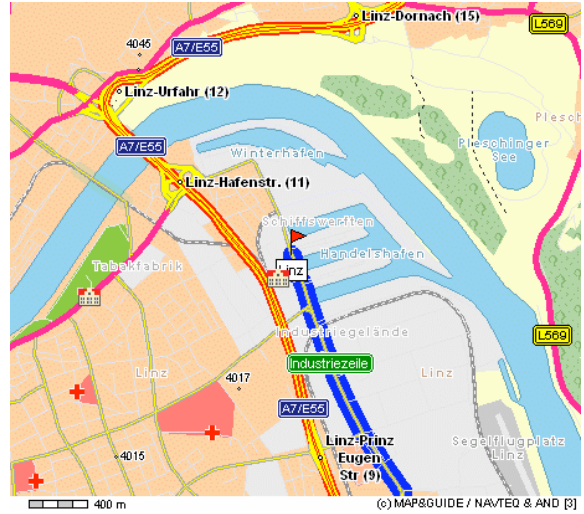 Linz-Dornach (15)
L569
4045
A7/E55
Linz-Urfahr (12)
Plesch
Pleschinger
See
A7/E55
Winterhafen
Linz-Hafenstr. (11)
Schiffswerften
Handelshafen
Tabakfabrik
Linz
Industriegelände
L569
Industriezeile
Linz
4017
Linz
A7/E55
Linz-Prinz
Eugen
Str (9)
Segelflugplatz
Linz
4015
400 m
(c) MAP&GUIDE / NAVTEQ & AND [3]